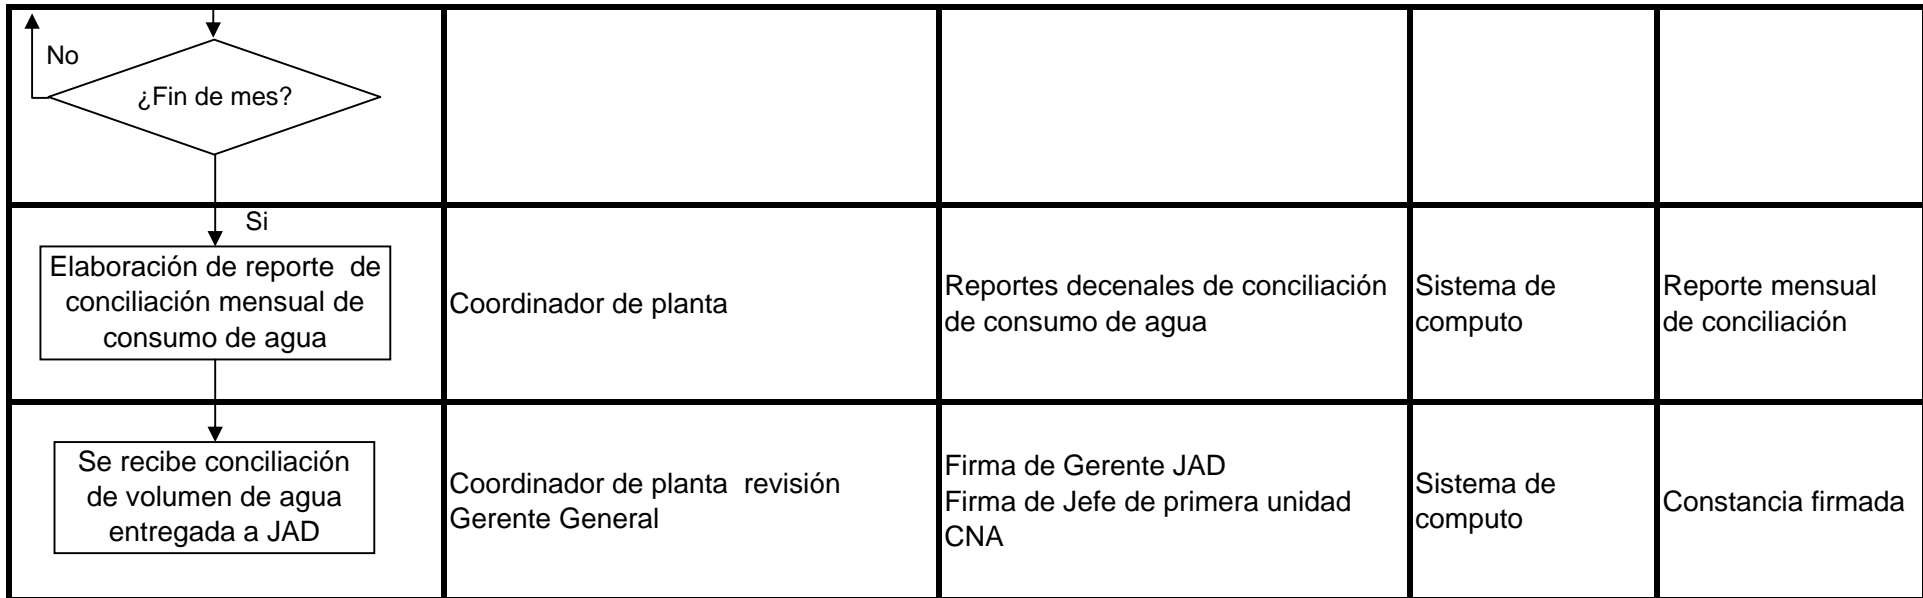 No
¿Fin de mes?
Si
Elaboración de reporte  de
conciliación mensual de
consumo de agua
Coordinador de planta
Reportes decenales de conciliación
de consumo de agua
Sistema de
computo
Reporte mensual
de conciliación
Se recibe conciliación
de volumen de agua
entregada a JAD
Coordinador de planta  revisión
Gerente General
Firma de Gerente JAD
Firma de Jefe de primera unidad
CNA
Sistema de
computo
Constancia firmada